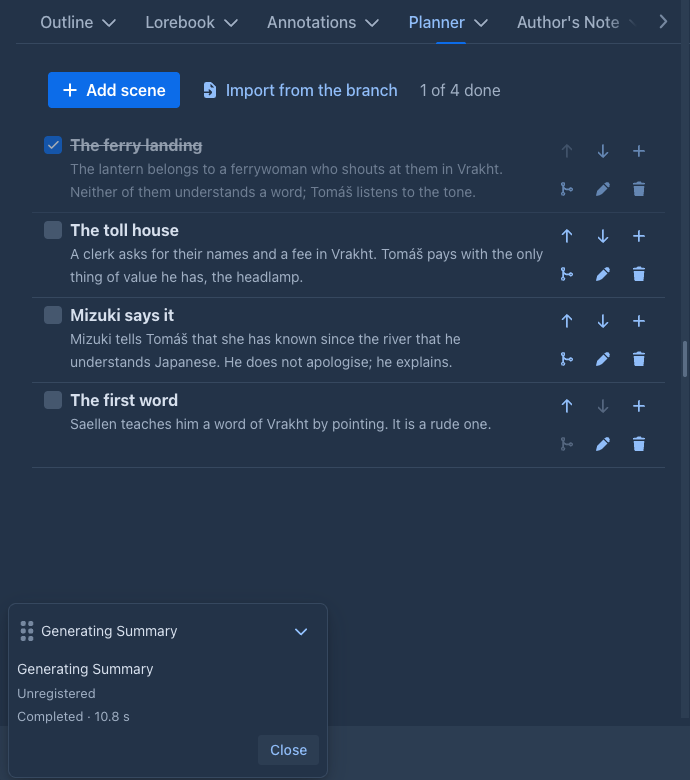 Outline
Lorebook
Annotations
Planner
Author's Note
Add scene
Import from the branch
1 of 4 done
The ferry landing
The lantern belongs to a ferrywoman who shouts at them in Vrakht.
Neither of them understands a word; Tomáš listens to the tone.
The toll house
A clerk asks for their names and a fee in Vrakht. Tomáš pays with the only
thing of value he has, the headlamp.
Mizuki says it
Mizuki tells Tomáš that she has known since the river that he
understands Japanese. He does not apologise; he explains.
The first word
Saellen teaches him a word of Vrakht by pointing. It is a rude one.
Generating Summary
Generating Summary
Unregistered
Completed · 10.8 s
Close